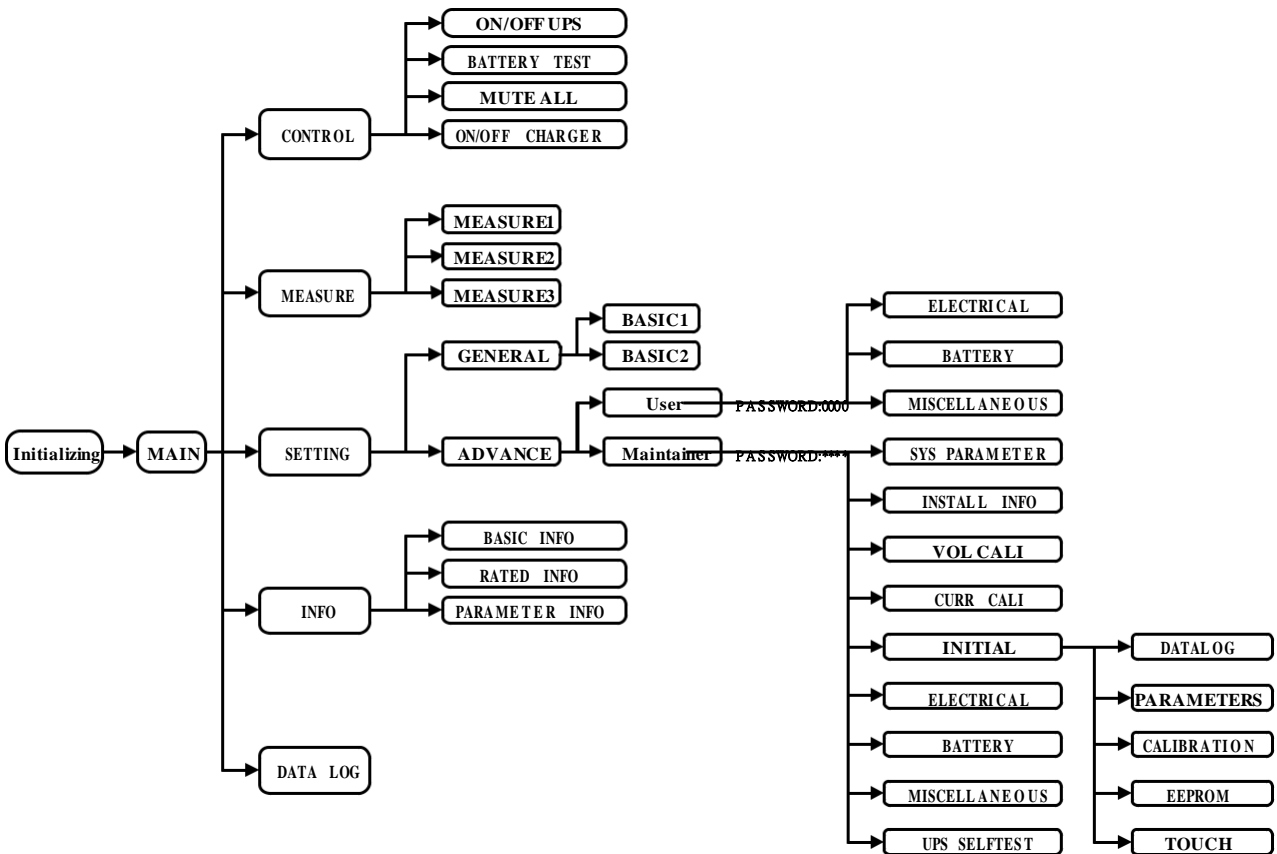 ON/OFF UPS
BATTERY TEST
MUTE ALL
CONTROL
ON/OFF CHARGER
MEASURE1
MEASURE2
MEASURE
MEASURE3
ELECTRICAL
BASIC1
GENERAL
BASIC2
BATTERY
User
PASSWORD:0000
MISCELLANEOUS
Initializing
MAIN
SETTING
ADVANCE
Maintainer
PASSWORD:****
SYS PARAMETER
INSTALL INFO
BASIC INFO
VOL CALI
RATED INFO
CURR CALI
INFO
PARAMETER INFO
INITIAL
DATALOG
ELECTRICAL
PARAMETERS
BATTERY
CALIBRATION
DATA LOG
MISCELLANEOUS
EEPROM
UPS SELFTEST
TOUCH